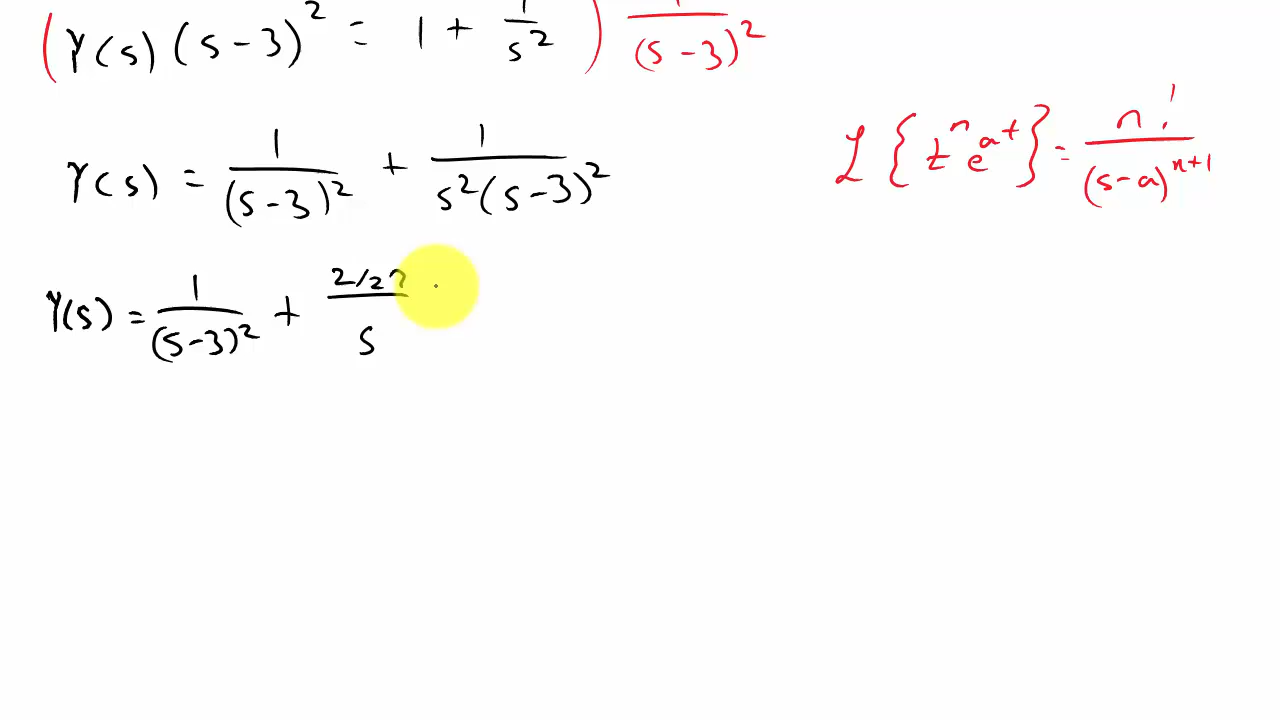 (Y(s)(s-3)² = 1 + 1/s²) 1/(s-3)²
Y(s) = 1/(s-3)² + 1/(s²(s-3)²)
ℒ{tⁿe^{at}} = n!/(s-a)^{n+1}
Y(s) = 1/(s-3)² + (2/27)/s